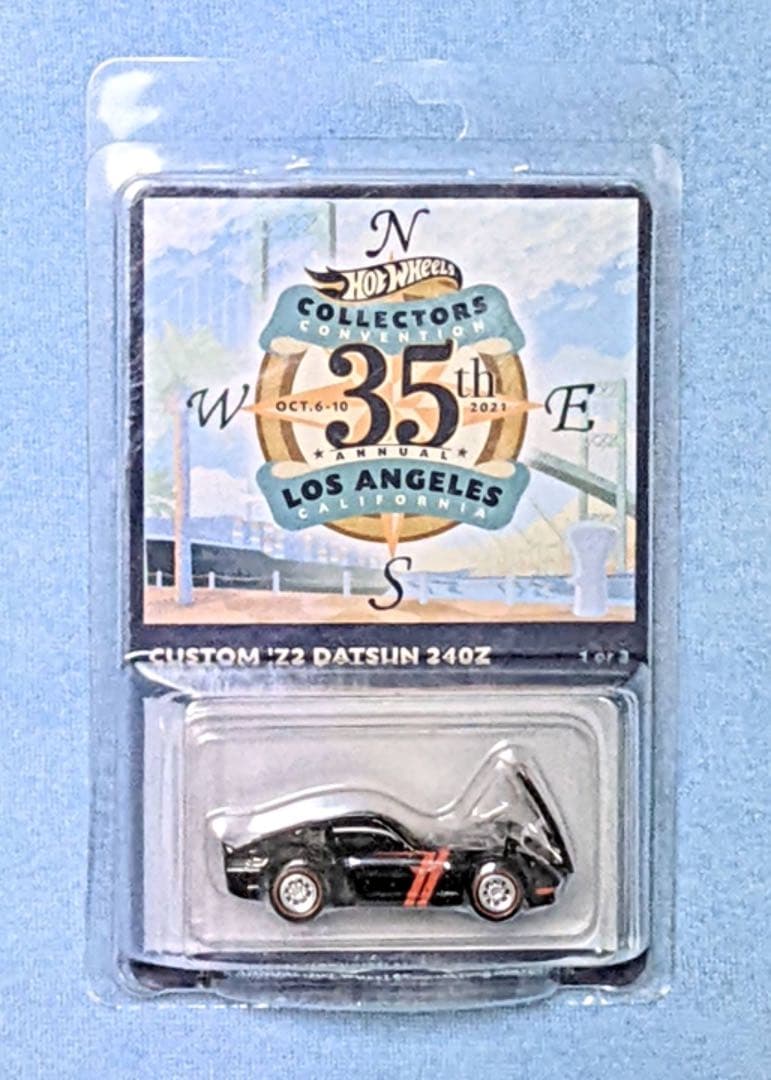 N
Hot Wheels
COLLECTORS
CONVENTION
W OCT.6-10 35th 2021 E
★ ANNUAL ★
LOS ANGELES
CALIFORNIA
S
CUSTOM '72 DATSUN 240Z 1 of 3